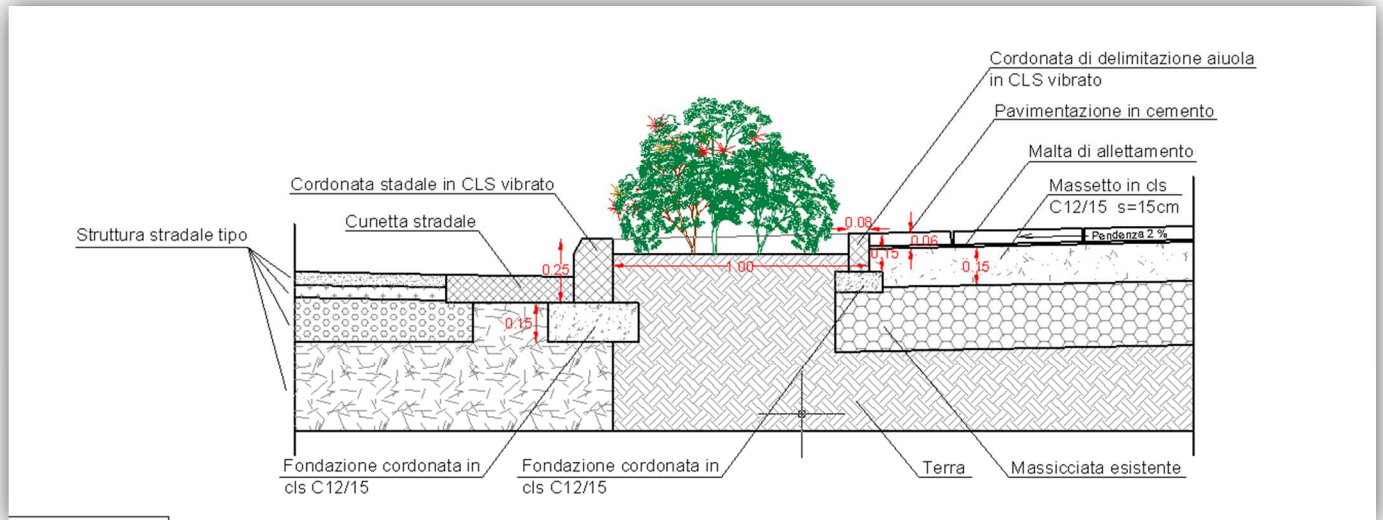 Cordonata di delimitazione aiuola
in CLS vibrato
Pavimentazione in cemento
Malta di allettamento
Massetto in cls
C12/15 s=15cm
Cordonata stadale in CLS vibrato
Cunetta stradale
Struttura stradale tipo
0.08
0.06
0.15
Pendenza 2 %
0.25
1.00
0.15
0.15
Fondazione cordonata in
cls C12/15
Fondazione cordonata in
cls C12/15
Terra
Massicciata esistente